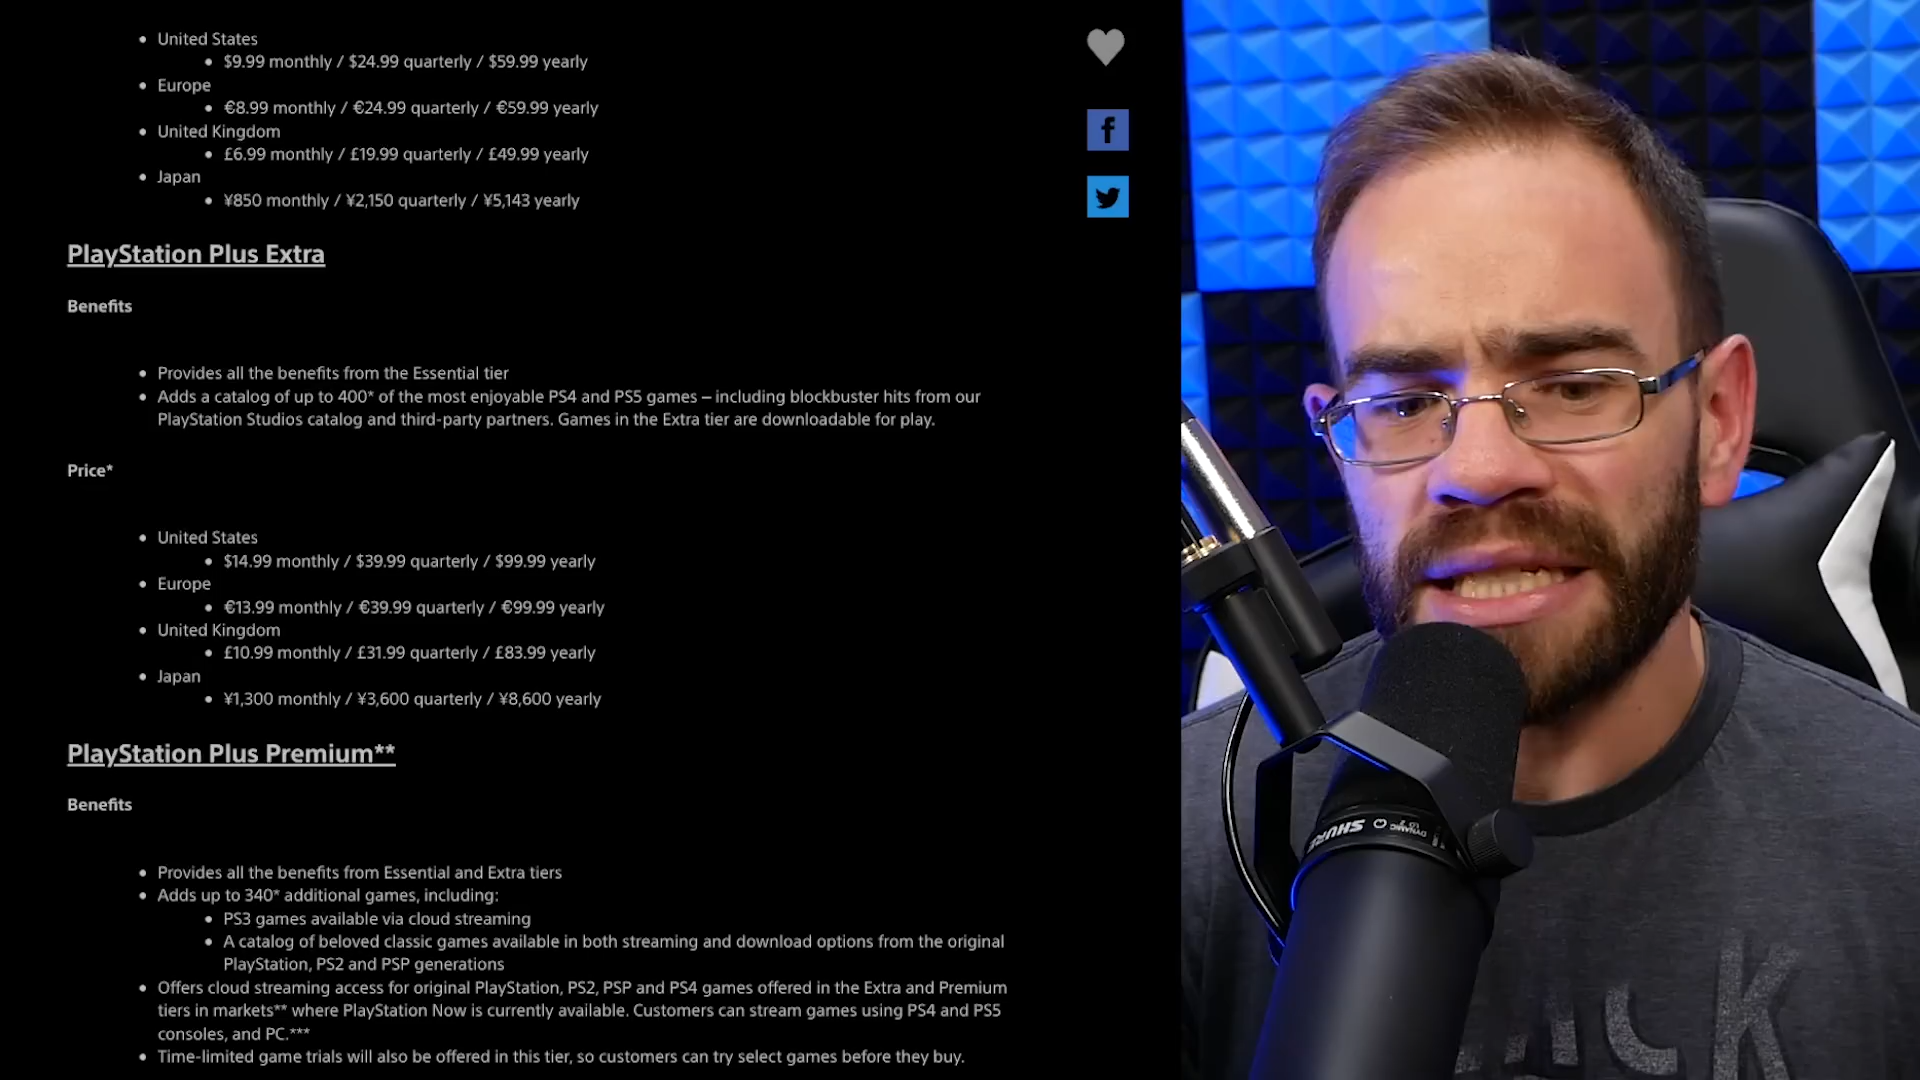 United States
$9.99 monthly / $24.99 quarterly / $59.99 yearly
Europe
€8.99 monthly / €24.99 quarterly / €59.99 yearly
United Kingdom
£6.99 monthly / £19.99 quarterly / £49.99 yearly
Japan
¥850 monthly / ¥2,150 quarterly / ¥5,143 yearly
PlayStation Plus Extra
Benefits
Provides all the benefits from the Essential tier
Adds a catalog of up to 400* of the most enjoyable PS4 and PS5 games – including blockbuster hits from our
PlayStation Studios catalog and third-party partners. Games in the Extra tier are downloadable for play.
Price*
United States
$14.99 monthly / $39.99 quarterly / $99.99 yearly
Europe
€13.99 monthly / €39.99 quarterly / €99.99 yearly
United Kingdom
£10.99 monthly / £31.99 quarterly / £83.99 yearly
Japan
¥1,300 monthly / ¥3,600 quarterly / ¥8,600 yearly
PlayStation Plus Premium**
Benefits
Provides all the benefits from Essential and Extra tiers
Adds up to 340* additional games, including:
PS3 games available via cloud streaming
A catalog of beloved classic games available in both streaming and download options from the original
PlayStation, PS2 and PSP generations
Offers cloud streaming access for original PlayStation, PS2, PSP and PS4 games offered in the Extra and Premium
tiers in markets** where PlayStation Now is currently available. Customers can stream games using PS4 and PS5
consoles, and PC.***
Time-limited game trials will also be offered in this tier, so customers can try select games before they buy.
f
SHURE
DYNAMIC